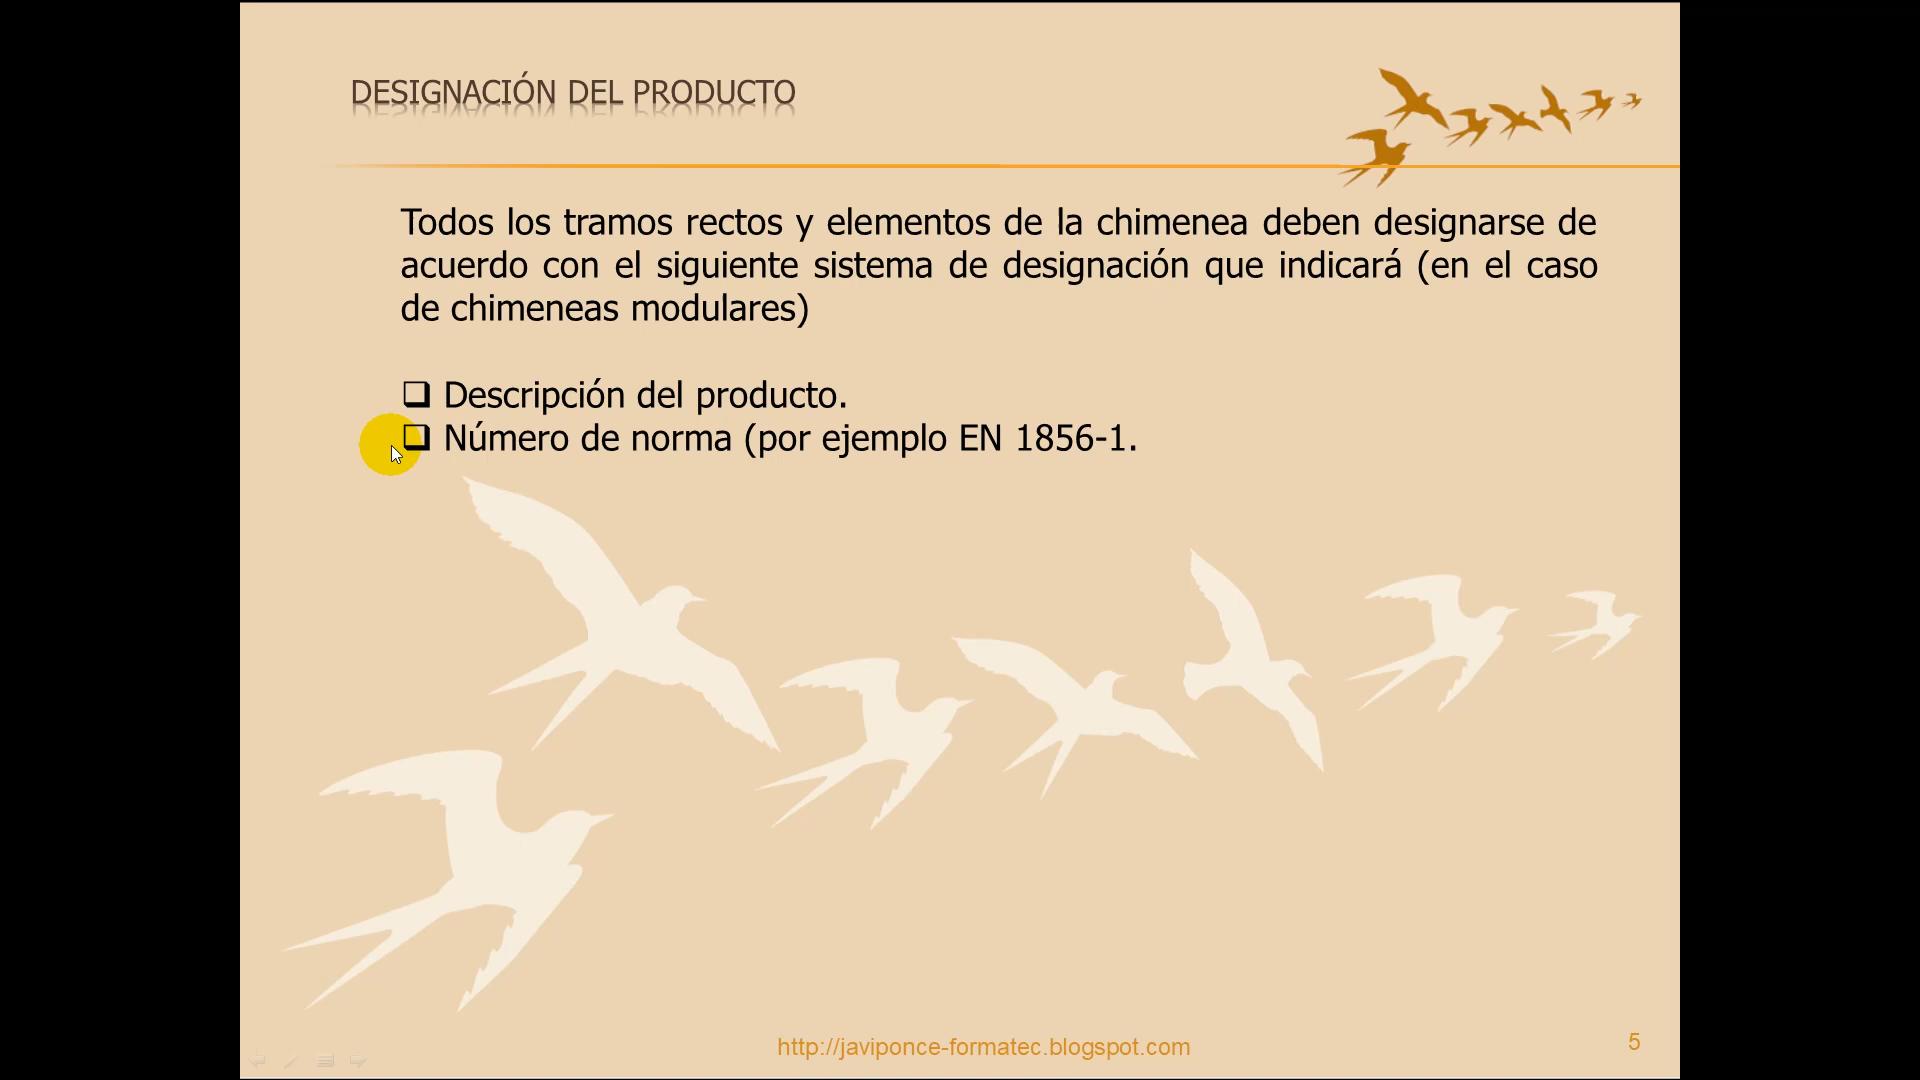 DESIGNACIÓN DEL PRODUCTO
Todos los tramos rectos y elementos de la chimenea deben designarse de
acuerdo con el siguiente sistema de designación que indicará (en el caso
de chimeneas modulares)
❑ Descripción del producto.
❑ Número de norma (por ejemplo EN 1856-1.
http://javiponce-formatec.blogspot.com
5